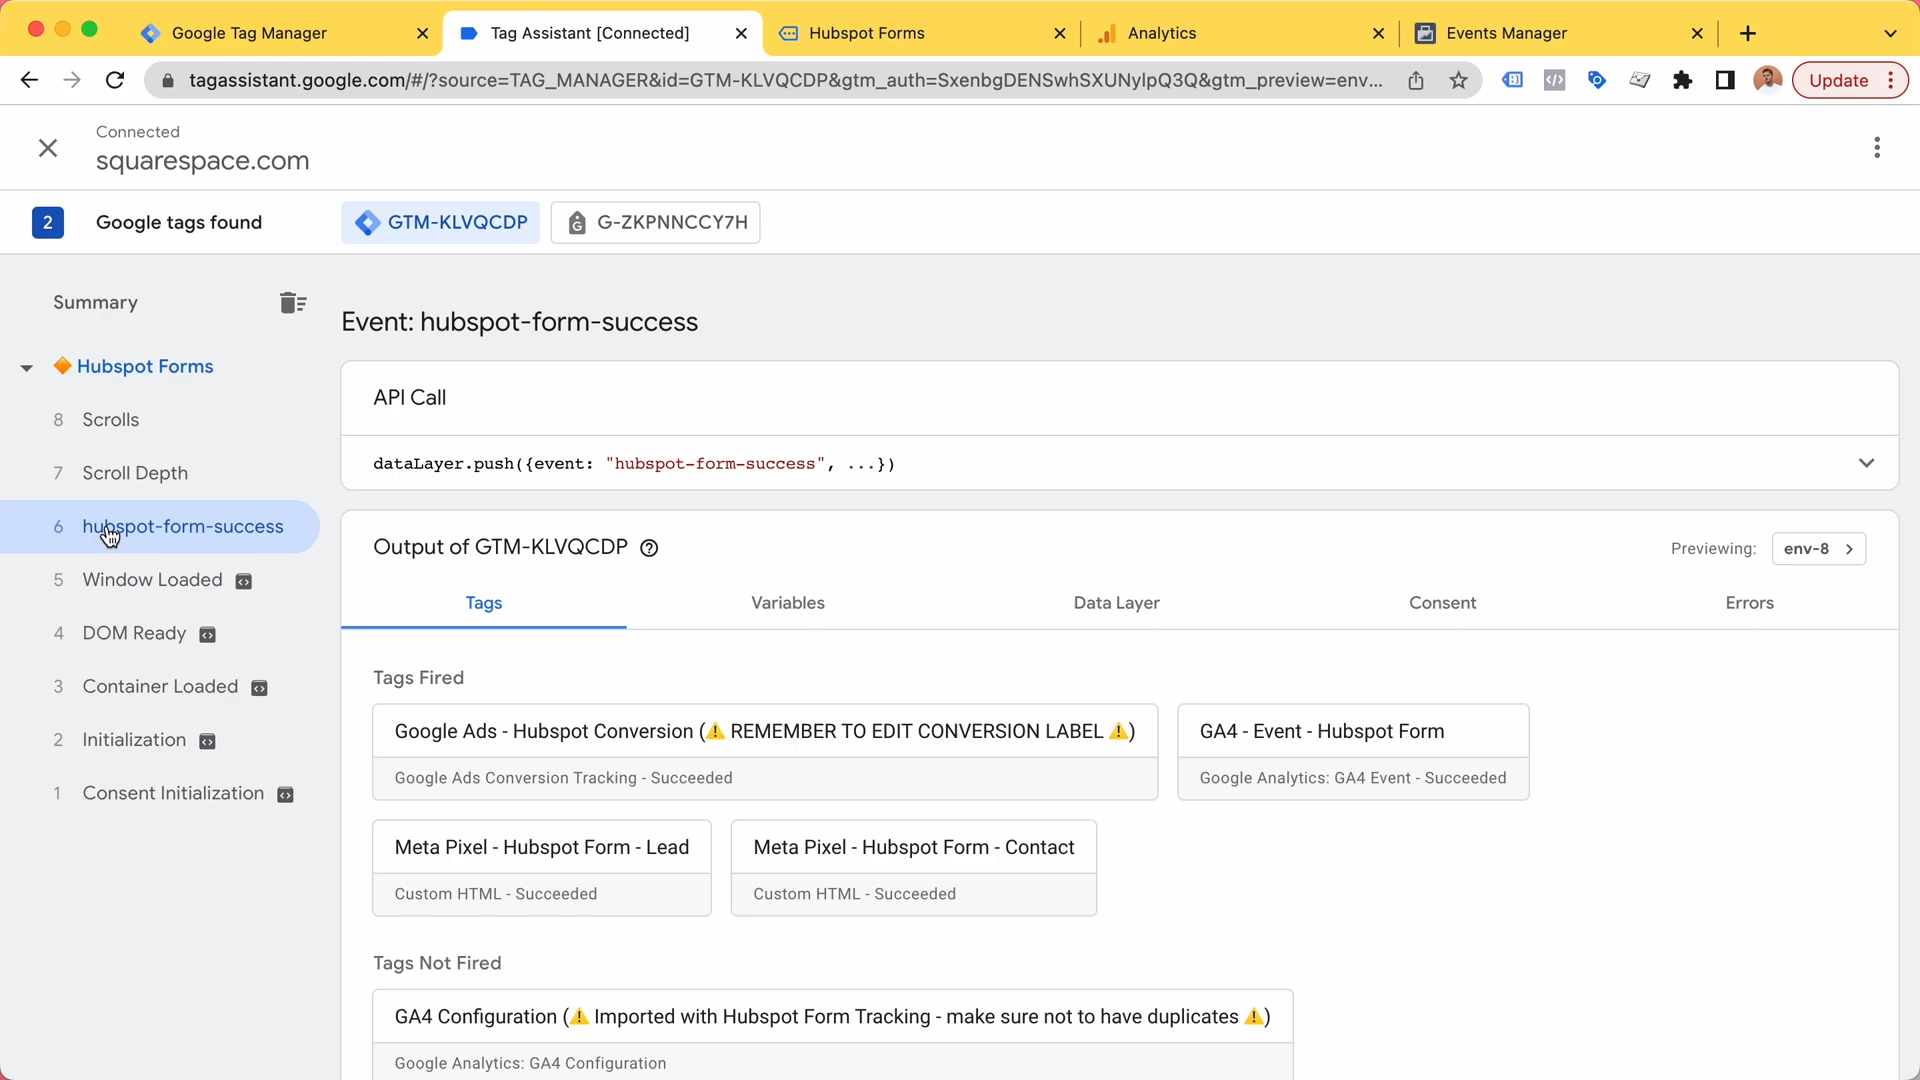 Google Tag Manager
Tag Assistant [Connected]
Hubspot Forms
Analytics
Events Manager
tagassistant.google.com/#/?source=TAG_MANAGER&id=GTM-KLVQCDP&gtm_auth=SxenbgDENSwhSXUNylpQ3Q&gtm_preview=env...
Update
Connected
squarespace.com
2 Google tags found
GTM-KLVQCDP
G-ZKPNNCCY7H
Summary
Hubspot Forms
8 Scrolls
7 Scroll Depth
6 hubspot-form-success
5 Window Loaded
4 DOM Ready
3 Container Loaded
2 Initialization
1 Consent Initialization
Event: hubspot-form-success
API Call
dataLayer.push({event: "hubspot-form-success", ...})
Output of GTM-KLVQCDP
Previewing: env-8
Tags
Variables
Data Layer
Consent
Errors
Tags Fired
Google Ads - Hubspot Conversion (⚠️ REMEMBER TO EDIT CONVERSION LABEL ⚠️)
Google Ads Conversion Tracking - Succeeded
GA4 - Event - Hubspot Form
Google Analytics: GA4 Event - Succeeded
Meta Pixel - Hubspot Form - Lead
Custom HTML - Succeeded
Meta Pixel - Hubspot Form - Contact
Custom HTML - Succeeded
Tags Not Fired
GA4 Configuration (⚠️ Imported with Hubspot Form Tracking - make sure not to have duplicates ⚠️)
Google Analytics: GA4 Configuration